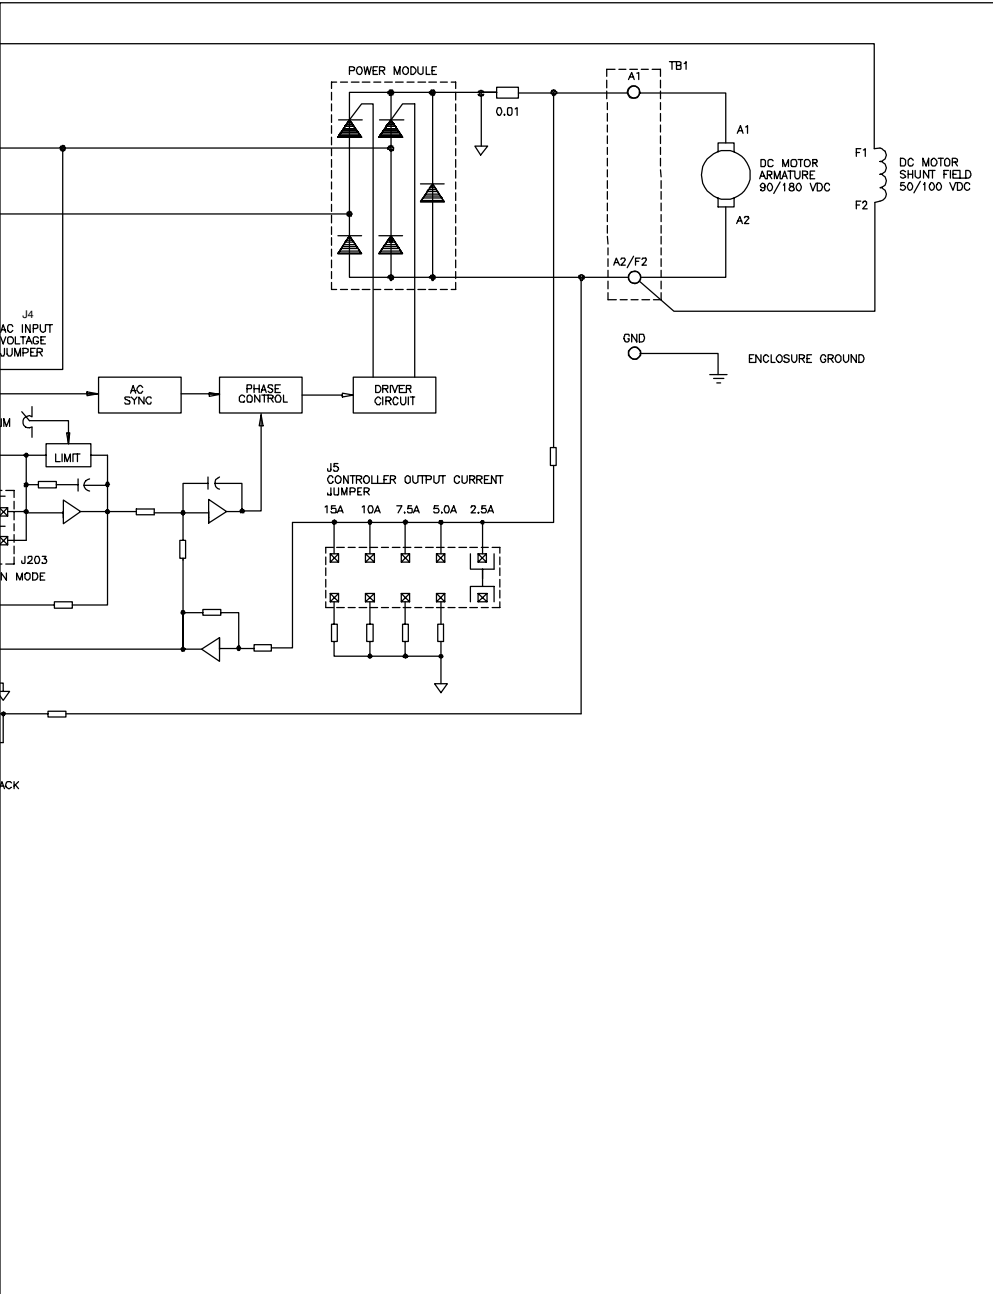 POWER MODULE
TB1
A1
0.01
A1
DC MOTOR
ARMATURE
90/180 VDC
F1
DC MOTOR
SHUNT FIELD
50/100 VDC
F2
A2
A2/F2
J4
AC INPUT
VOLTAGE
JUMPER
GND
ENCLOSURE GROUND
AC
SYNC
PHASE
CONTROL
DRIVER
CIRCUIT
IM
LIMIT
J5
CONTROLLER OUTPUT CURRENT
JUMPER
15A 10A 7.5A 5.0A 2.5A
J203
N MODE
ACK